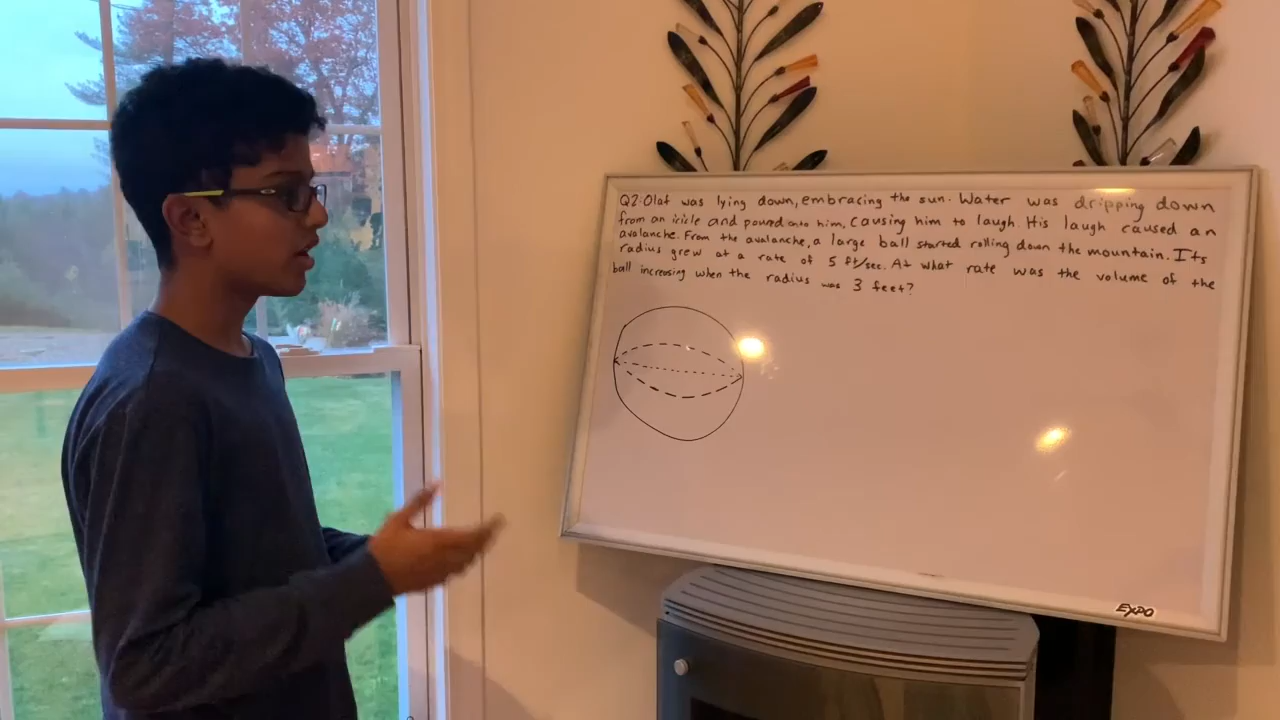 Q2: Olaf was lying down, embracing the sun. Water was dripping down
from an icicle and poured onto him, causing him to laugh. His laugh caused an
avalanche. From the avalanche, a large ball started rolling down the mountain. Its
radius grew at a rate of 5 ft/sec. At what rate was the volume of the
ball increasing when the radius was 3 feet?
EXPO